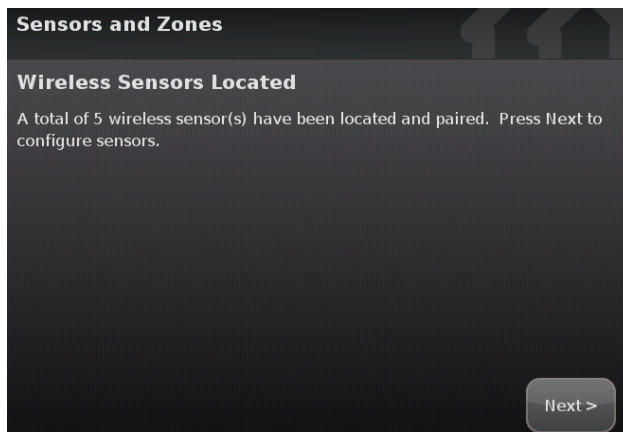 Sensors and Zones
Wireless Sensors Located
A total of 5 wireless sensor(s) have been located and paired.  Press Next to
configure sensors.
Next >